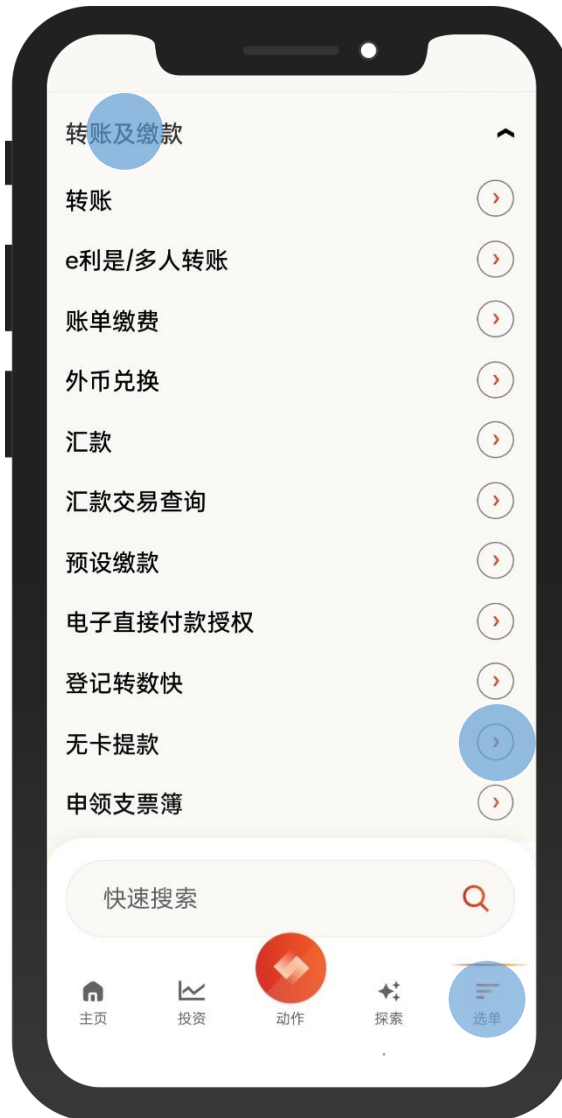 转账及缴款
转账
e利是/多人转账
账单缴费
外币兑换
汇款
汇款交易查询
预设缴款
电子直接付款授权
登记转数快
无卡提款
申领支票簿
快速搜索
主页 投资 动作 探索 选单